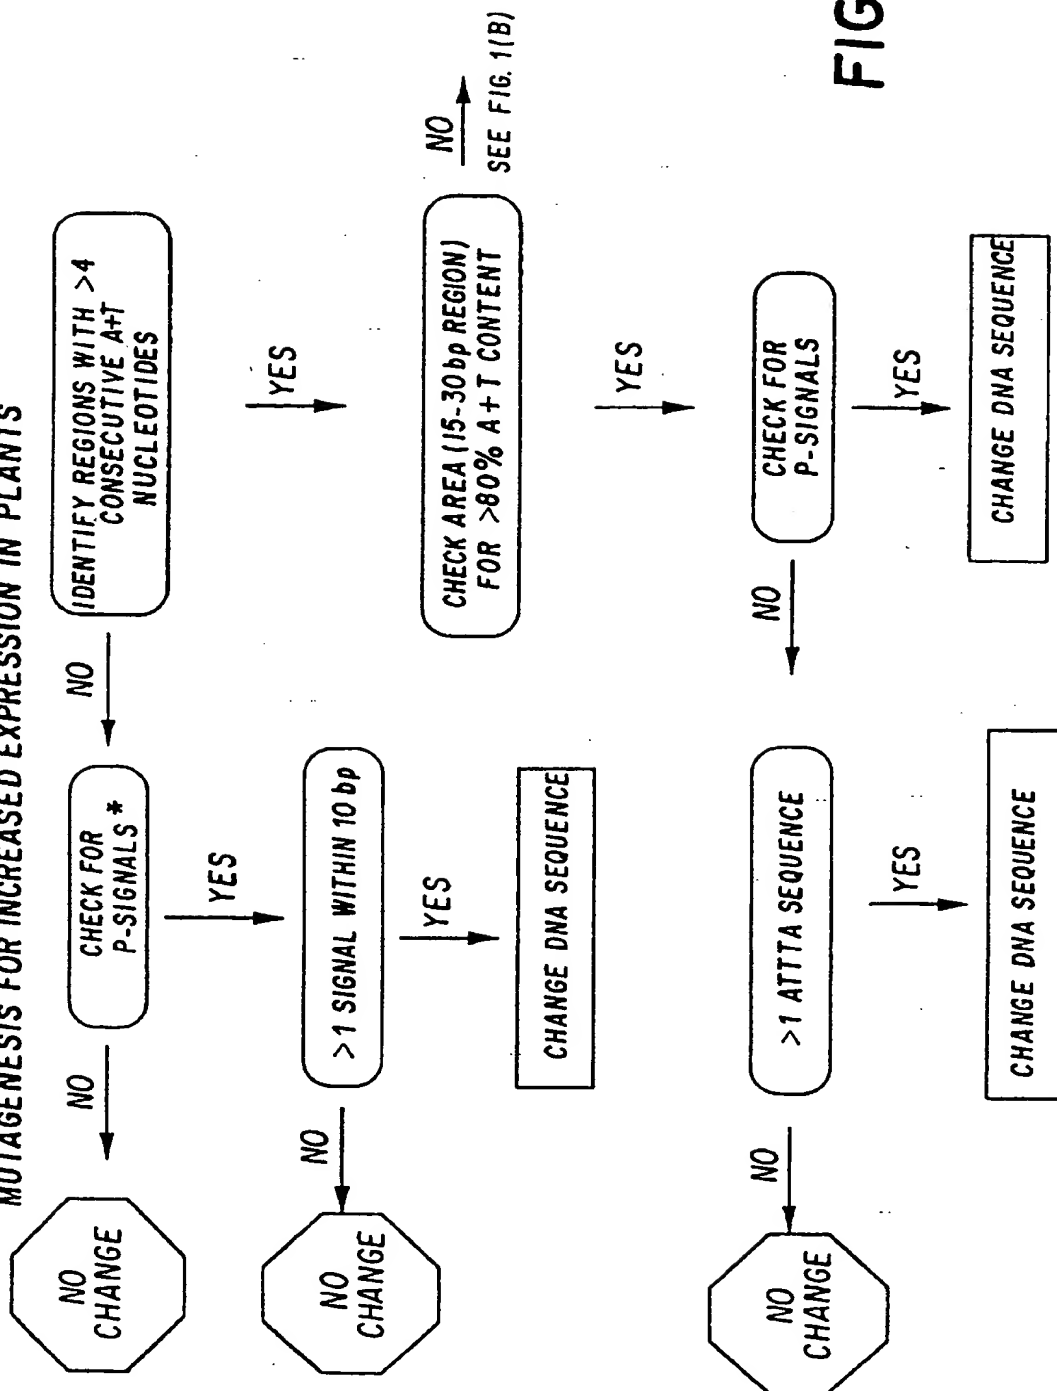 MUTAGENESIS FOR INCREASED EXPRESSION IN PLANTS
IDENTIFY REGIONS WITH >4
CONSECUTIVE A+T
NUCLEOTIDES
NO
CHECK FOR
P-SIGNALS*
NO
NO
CHANGE
YES
YES
>1 SIGNAL WITHIN 10 bp
NO
NO
CHANGE
YES
CHANGE DNA SEQUENCE
CHECK AREA (15-30bp REGION)
FOR >80% A+T CONTENT
NO
SEE FIG. 1(B)
YES
CHECK FOR
P-SIGNALS
YES
CHANGE DNA SEQUENCE
NO
>1 ATTTA SEQUENCE
NO
NO
CHANGE
YES
CHANGE DNA SEQUENCE
FIG